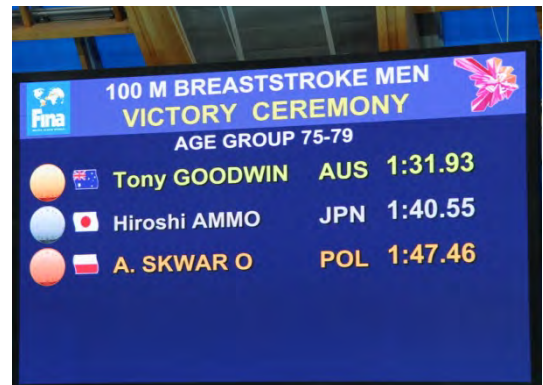 100 M BREASTSTROKE MEN
VICTORY CEREMONY
Fina
AGE GROUP 75-79
Tony GOODWIN AUS 1:31.93
Hiroshi AMMO JPN 1:40.55
A. SKWAR O POL 1:47.46